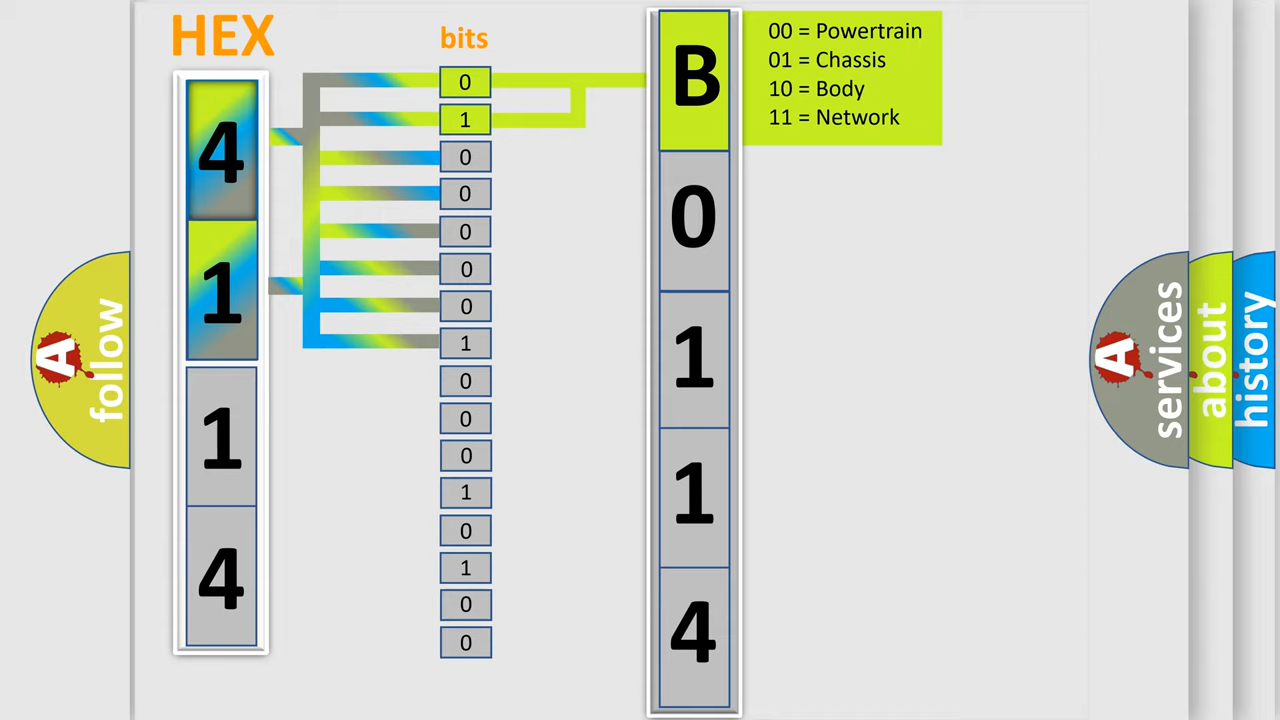 HEX
bits
4
1
1
4
0
1
0
0
0
0
0
1
0
0
0
1
0
1
0
0
B
0
1
1
4
00 = Powertrain
01 = Chassis
10 = Body
11 = Network
A
follow
A
services
about
history